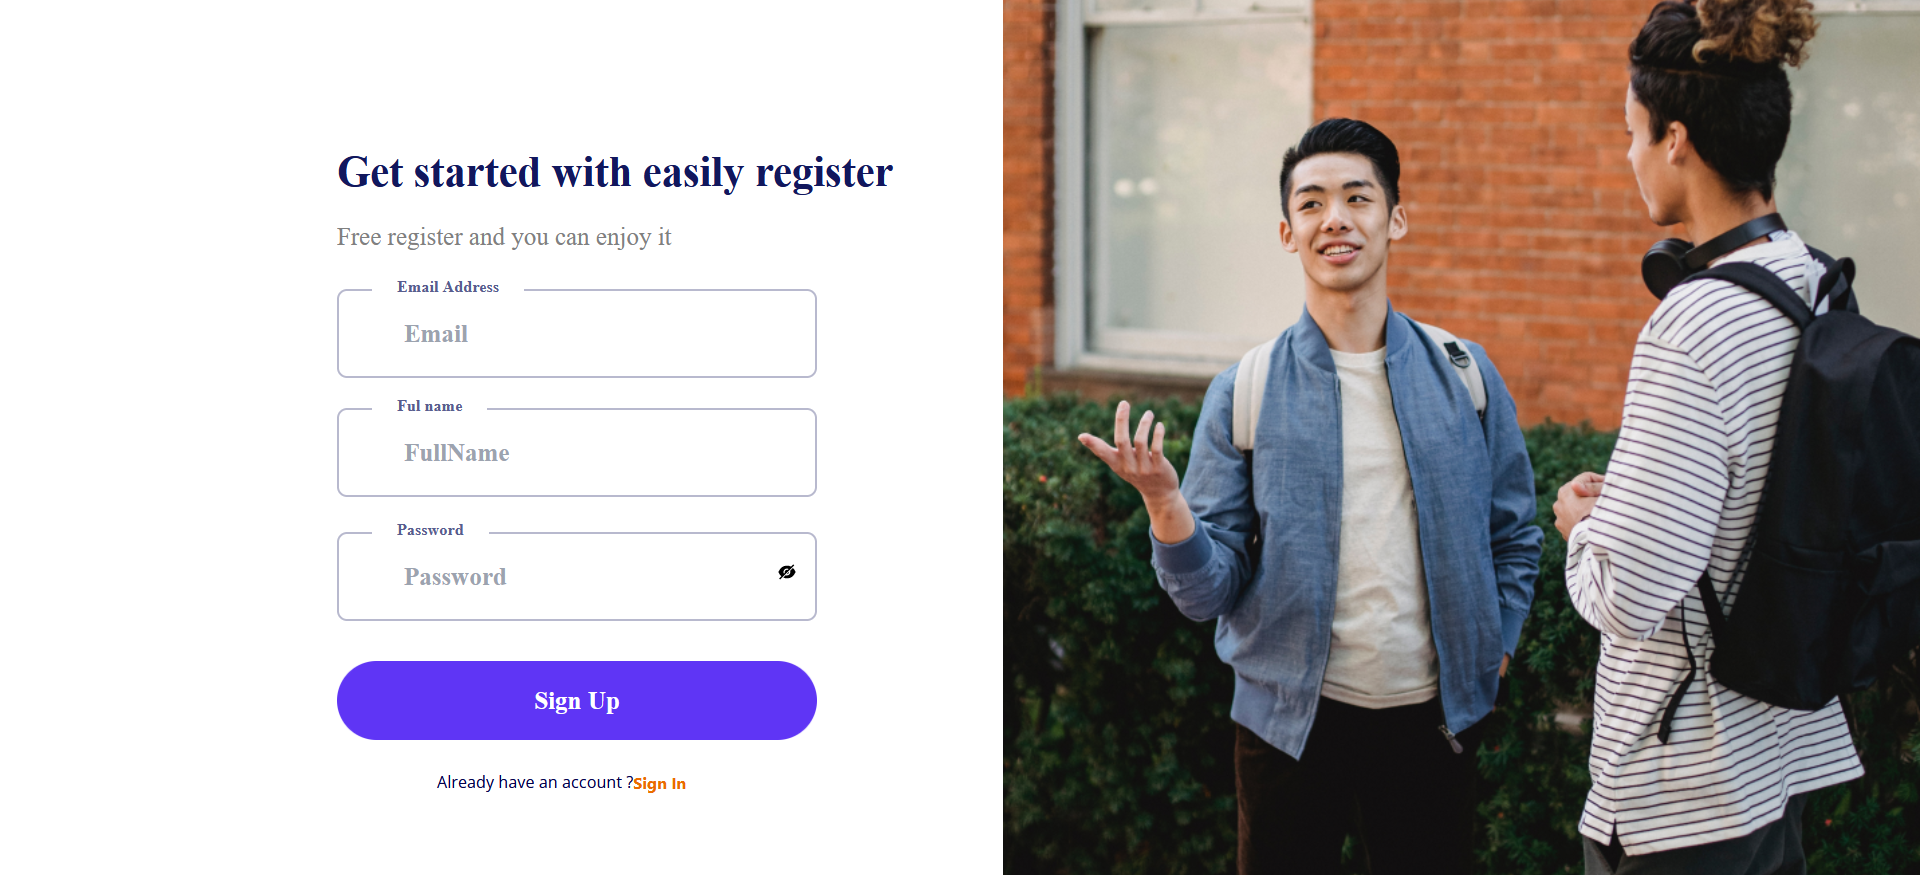 Get started with easily register
Free register and you can enjoy it
Email Address
Email
Ful name
FullName
Password
Password
Sign Up
Already have an account ?Sign In